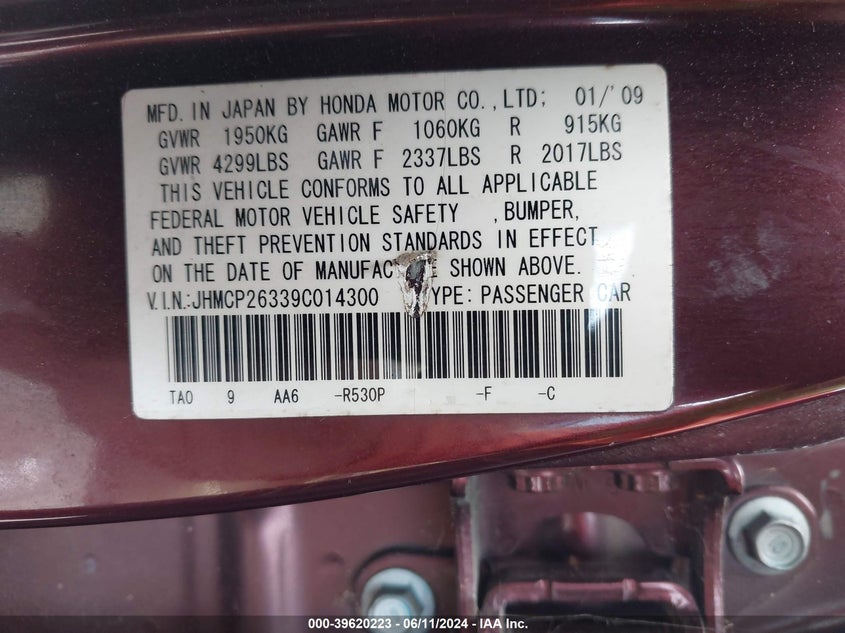 MFD. IN JAPAN BY HONDA MOTOR CO.,LTD; 01/'09
GVWR 1950KG GAWR F 1060KG R 915KG
GVWR 4299LBS GAWR F 2337LBS R 2017LBS
THIS VEHICLE CONFORMS TO ALL APPLICABLE
FEDERAL MOTOR VEHICLE SAFETY ,BUMPER,
AND THEFT PREVENTION STANDARDS IN EFFECT
ON THE DATE OF SHOWN ABOVE.
V.I.N.:JHMCP26339C014300 YPE: PASSENGER CAR
TA0 9 AA6 -R530P -F -C
000-39620223 - 06/11/2024 - IAA Inc.